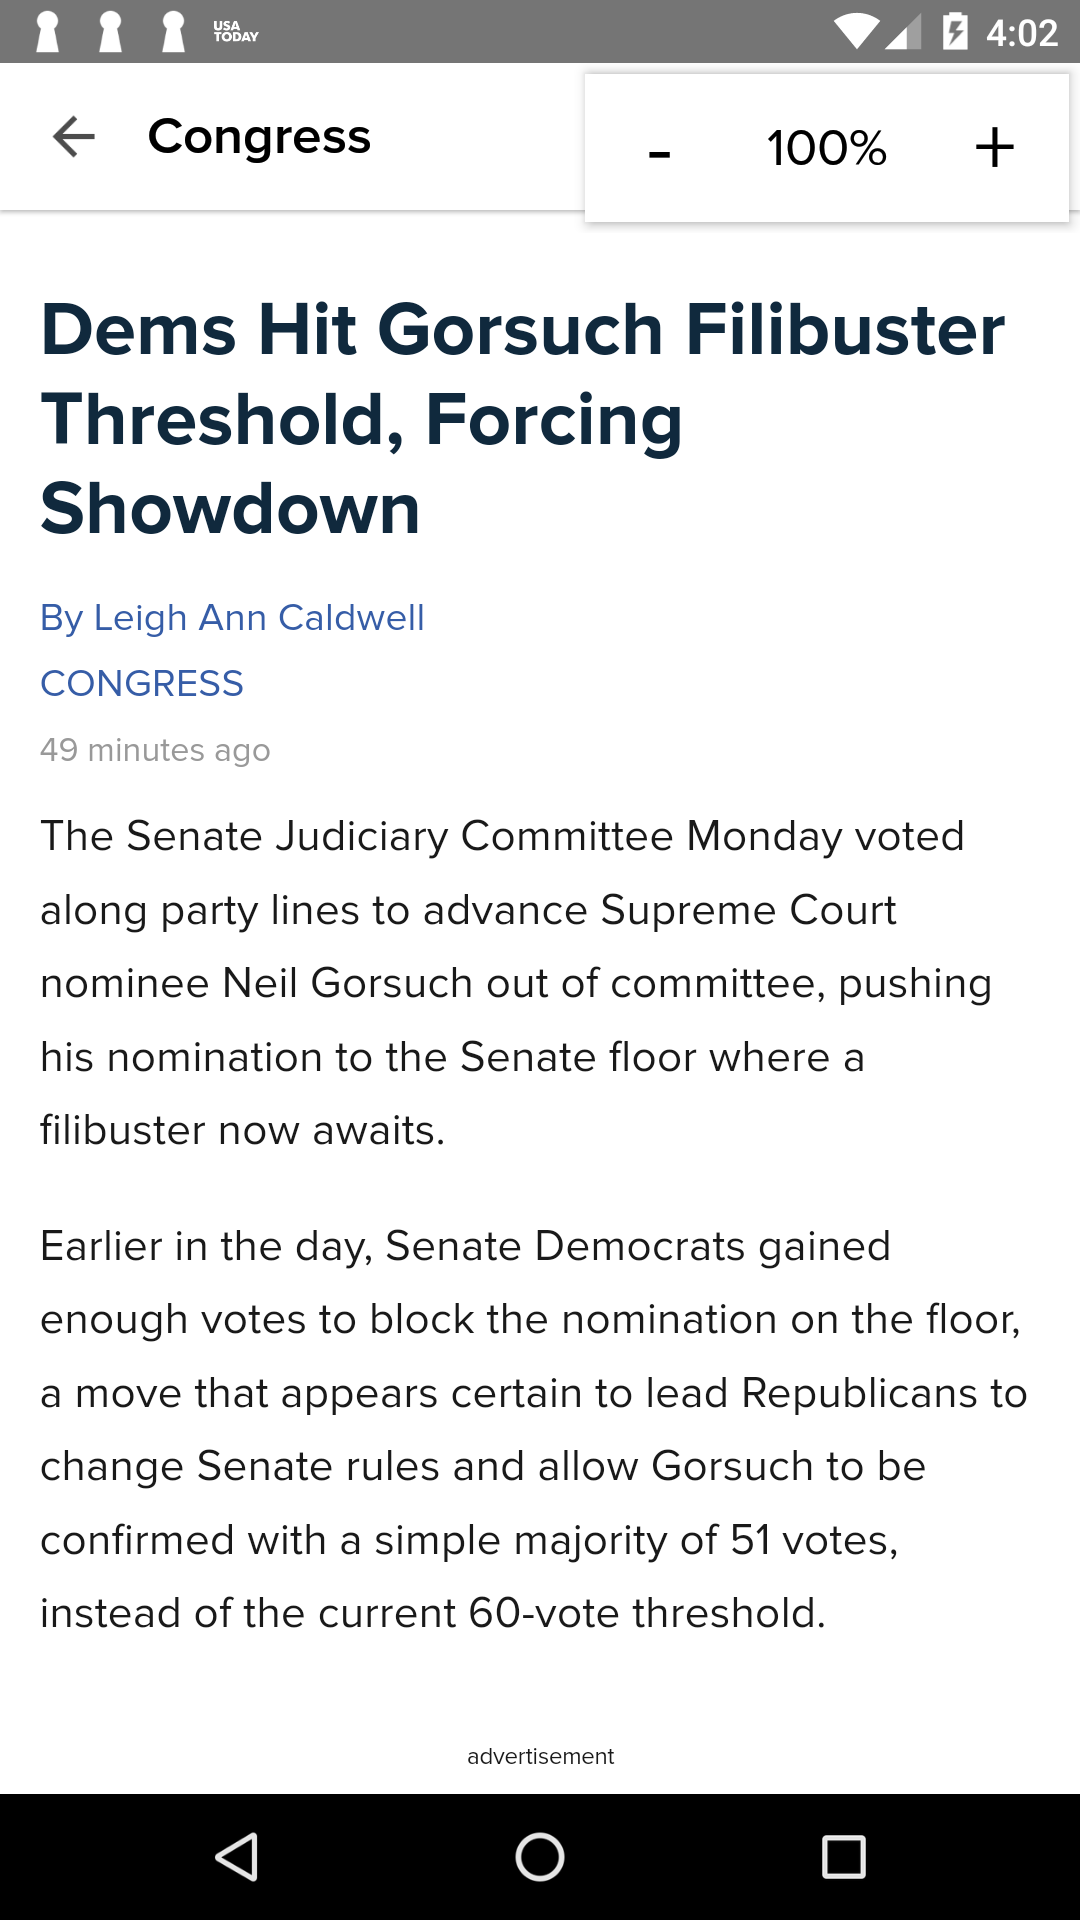 USA
TODAY
4:02
Congress
- 100% +
Dems Hit Gorsuch Filibuster
Threshold, Forcing
Showdown
By Leigh Ann Caldwell
CONGRESS
49 minutes ago
The Senate Judiciary Committee Monday voted
along party lines to advance Supreme Court
nominee Neil Gorsuch out of committee, pushing
his nomination to the Senate floor where a
filibuster now awaits.
Earlier in the day, Senate Democrats gained
enough votes to block the nomination on the floor,
a move that appears certain to lead Republicans to
change Senate rules and allow Gorsuch to be
confirmed with a simple majority of 51 votes,
instead of the current 60-vote threshold.
advertisement